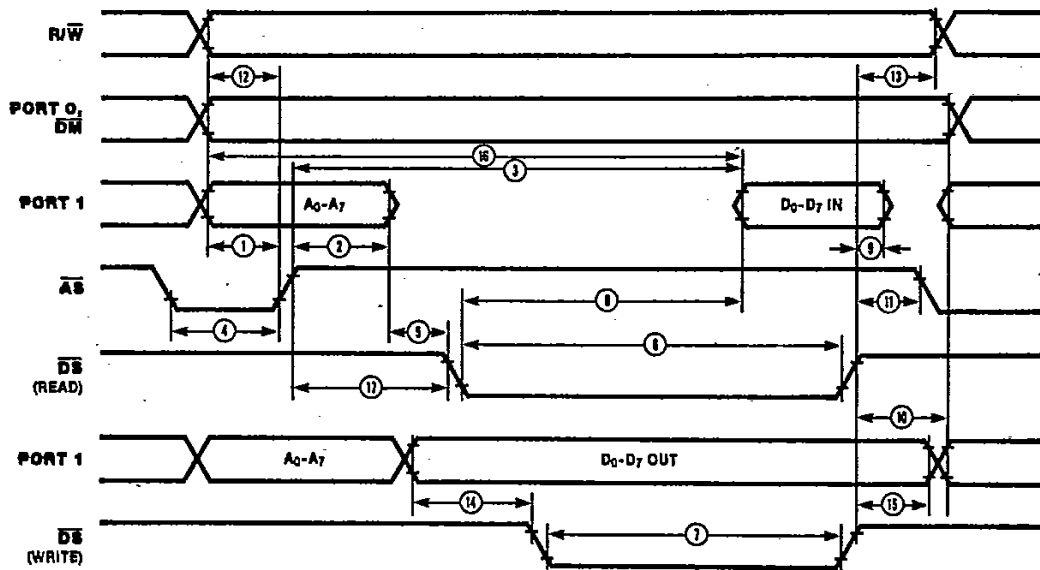 R/W̅
12
13
PORT 0,
D̅M̅
16
3
PORT 1
A₀-A₇
D₀-D₇ IN
1
2
9
A̅S̅
8
11
4
5
6
D̅S̅
(READ)
17
10
PORT 1
A₀-A₇
D₀-D₇ OUT
14
15
D̅S̅
(WRITE)
7